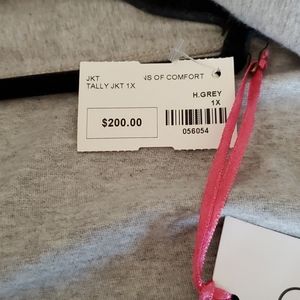 JKT NS OF COMFORT
TALLY JKT 1X
H.GREY
1X
$200.00
056054